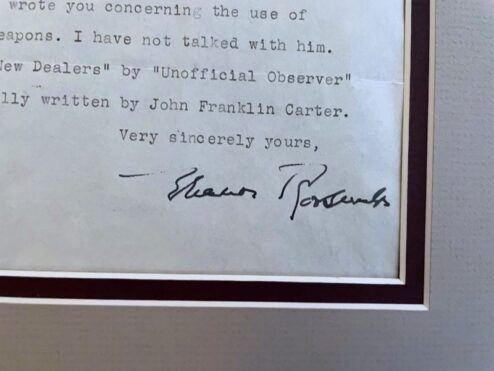 wrote you concerning the use of
eapons. I have not talked with him.
New Dealers" by "Unofficial Observer"
lly written by John Franklin Carter.
Very sincerely yours,
Eleanor Roosevelt